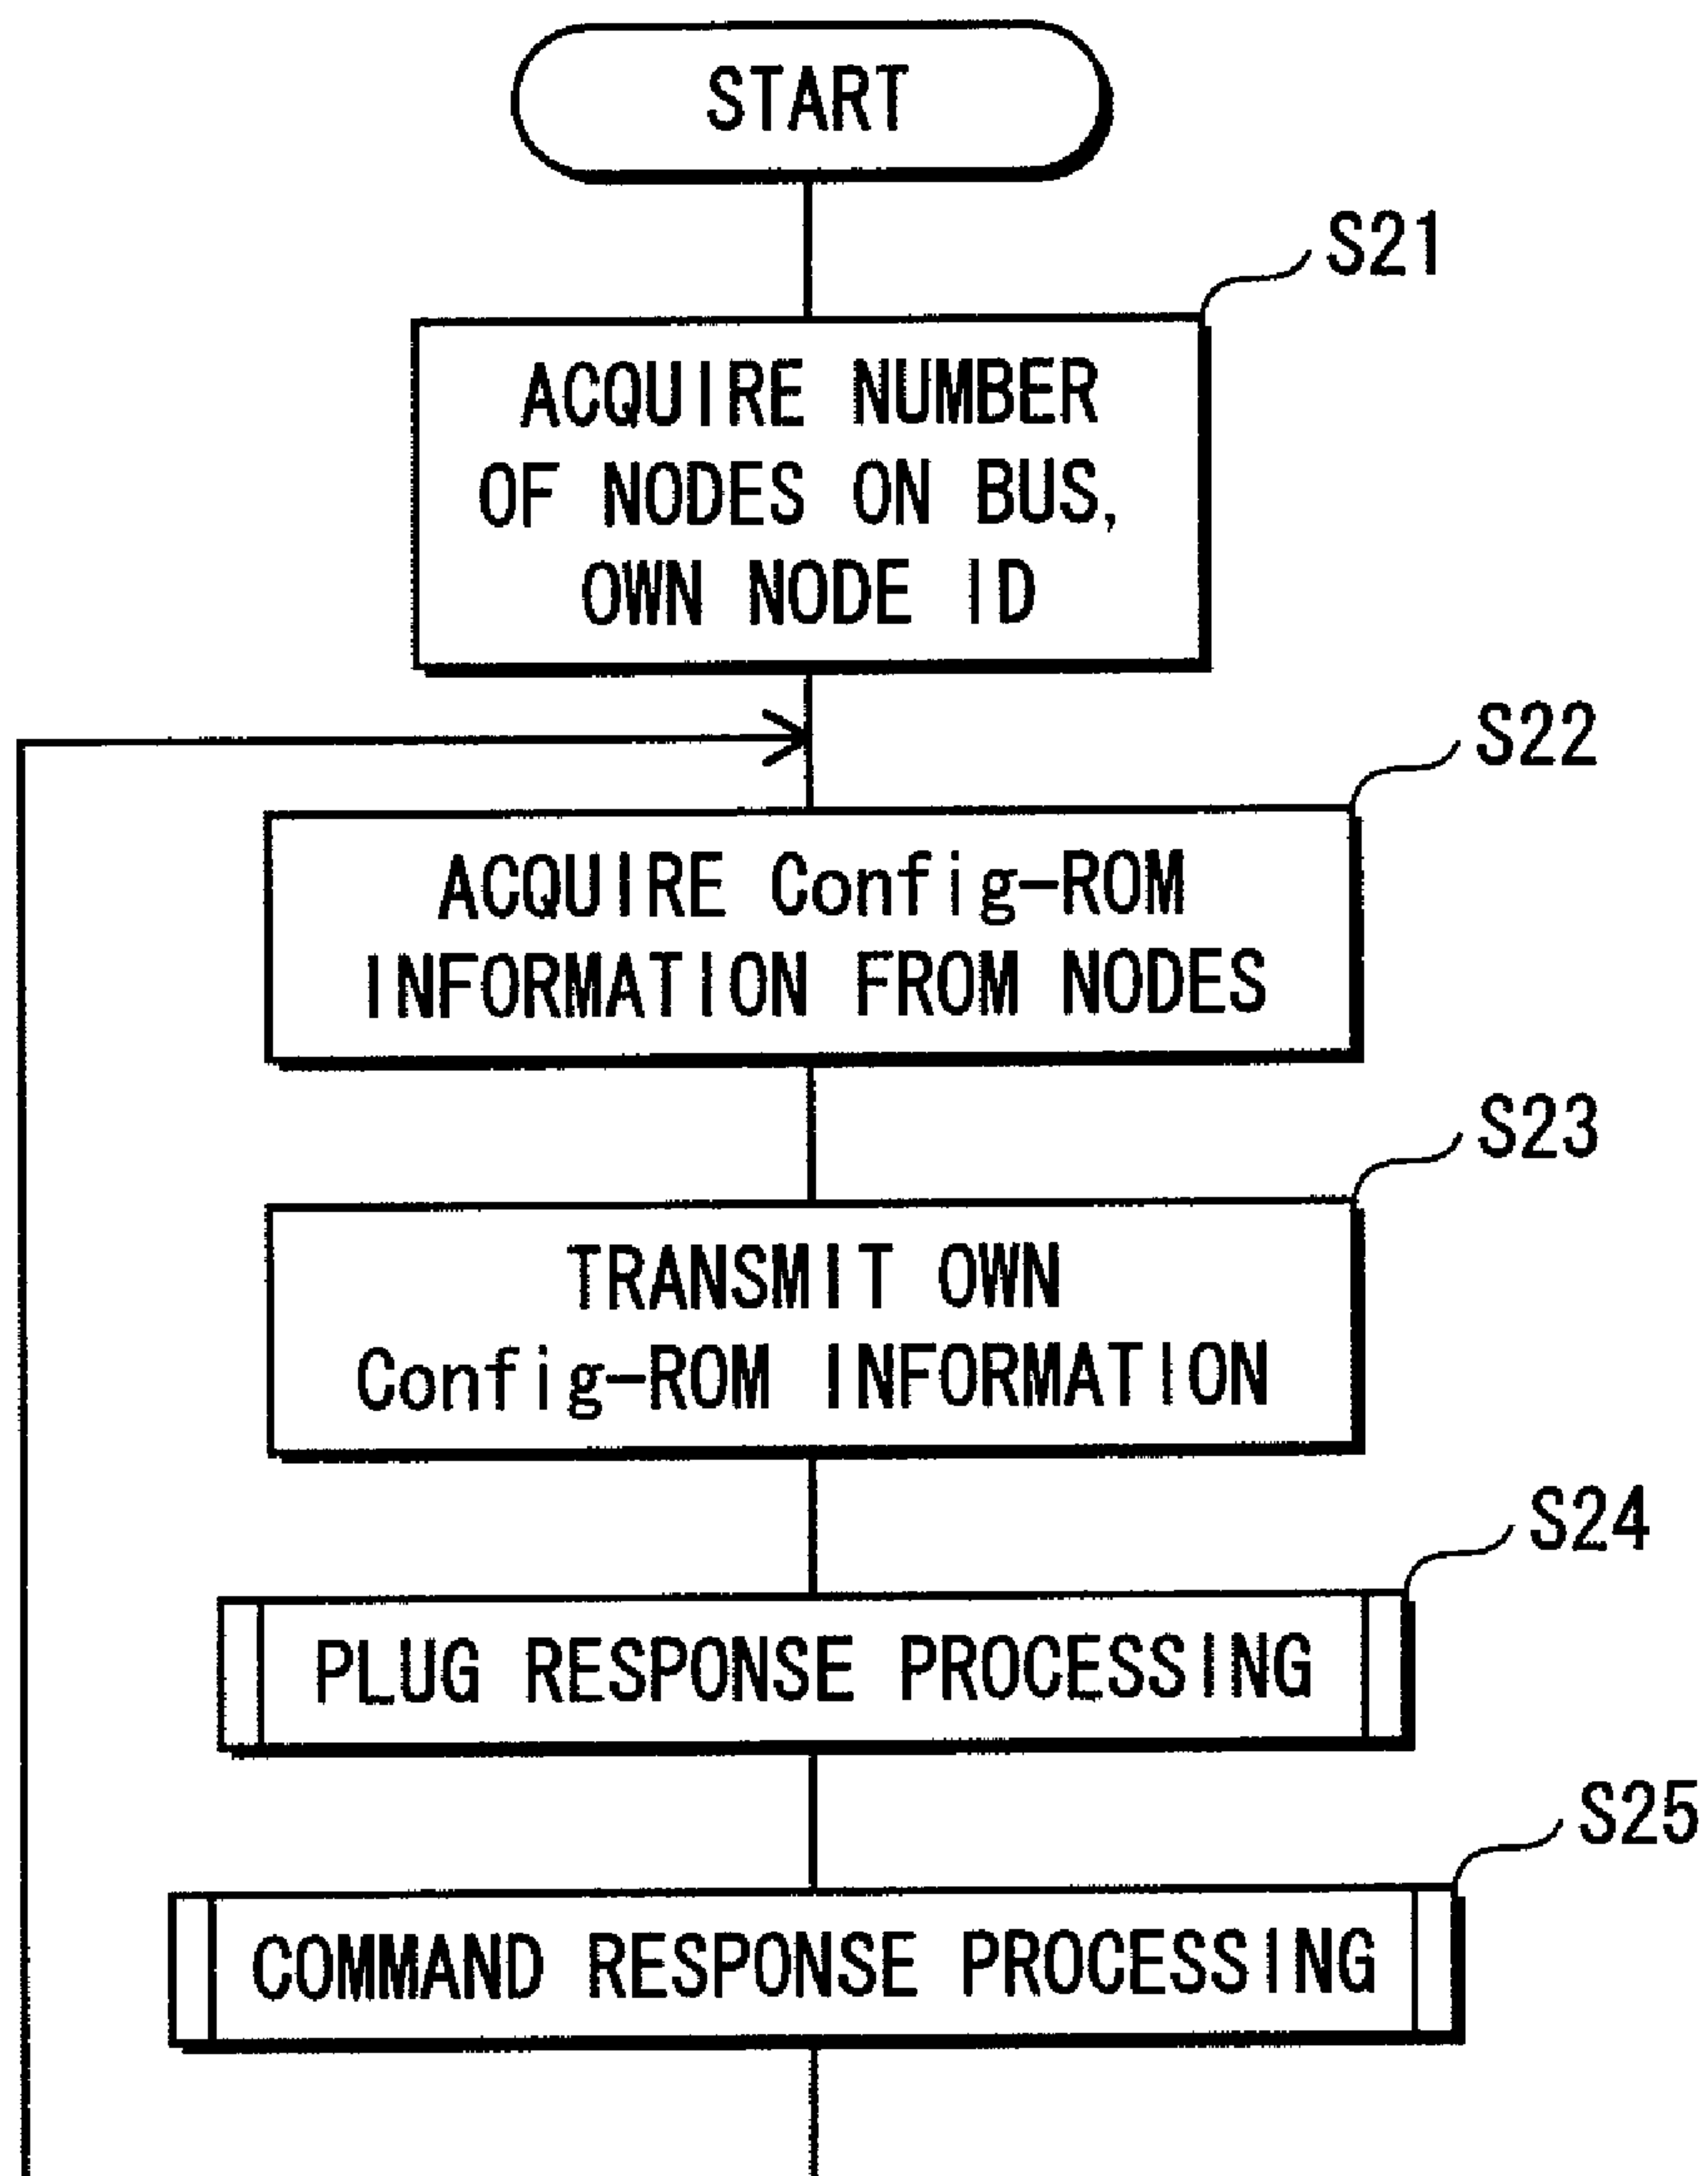 START
S21
ACQUIRE NUMBER
OF NODES ON BUS,
OWN NODE ID
S22
ACQUIRE Config-ROM
INFORMATION FROM NODES
S23
TRANSMIT OWN
Config-ROM INFORMATION
S24
PLUG RESPONSE PROCESSING
S25
COMMAND RESPONSE PROCESSING